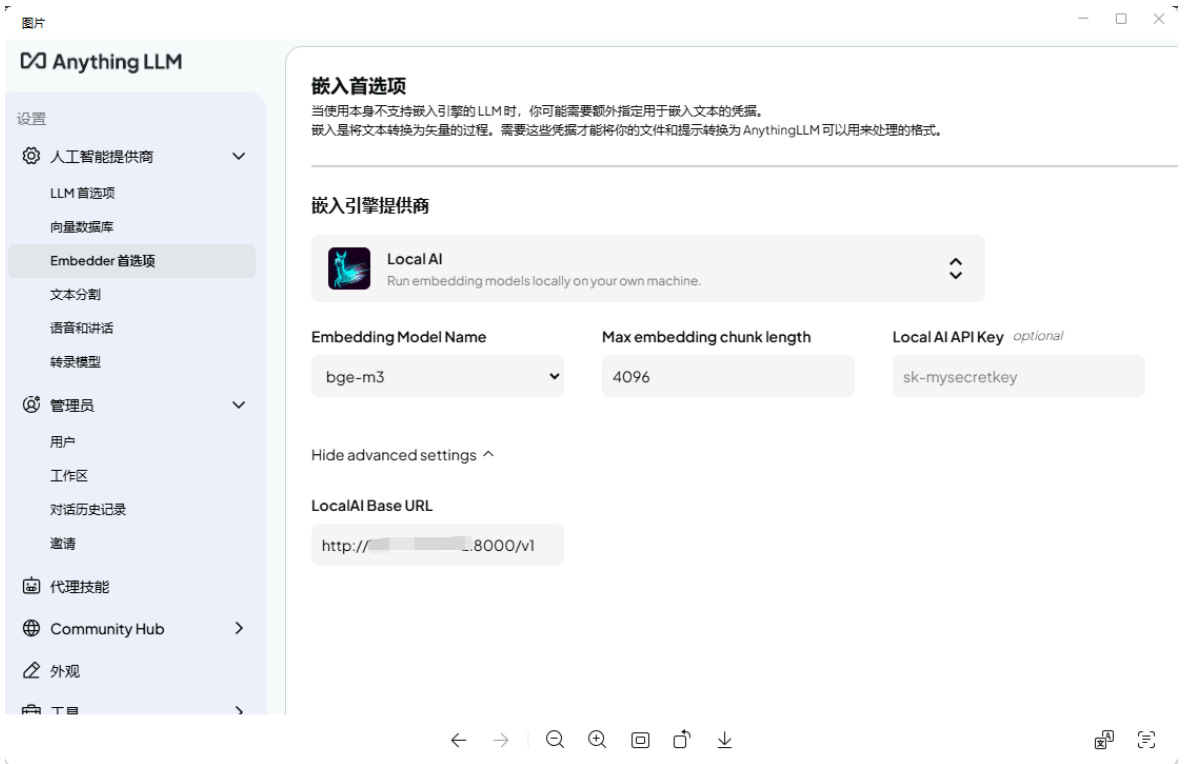 图片
Anything LLM
设置
人工智能提供商
LLM 首选项
向量数据库
Embedder 首选项
文本分割
语音和讲话
转录模型
管理员
用户
工作区
对话历史记录
邀请
代理技能
Community Hub
外观
工具
嵌入首选项
当使用本身不支持嵌入引擎的 LLM 时，你可能需要额外指定用于嵌入文本的凭据。
嵌入是将文本转换为矢量的过程。需要这些凭据才能将你的文件和提示转换为 AnythingLLM 可以用来处理的格式。
嵌入引擎提供商
Local AI
Run embedding models locally on your own machine.
Embedding Model Name
bge-m3
Max embedding chunk length
4096
Local AI API Key optional
sk-mysecretkey
Hide advanced settings
LocalAI Base URL
http:// :8000/v1